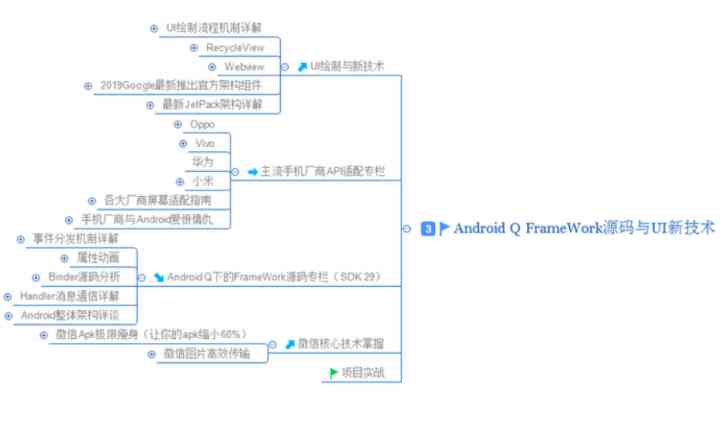 UI绘制流程机制详解
RecycleView
Webview
2019Google最新推出官方架构组件
最新JetPack架构详解
UI绘制与新技术
Oppo
Vivo
华为
小米
各大厂商屏幕适配指南
手机厂商与Android爱恨情仇
主流手机厂商API适配专栏
事件分发机制详解
属性动画
Binder源码分析
Handler消息通信详解
Android整体架构详谈
Android Q下的FrameWork源码专栏（SDK 29）
微信Apk极限瘦身（让你的apk缩小60%）
微信图片高效传输
微信核心技术掌握
项目实战
3 Android Q FrameWork源码与UI新技术